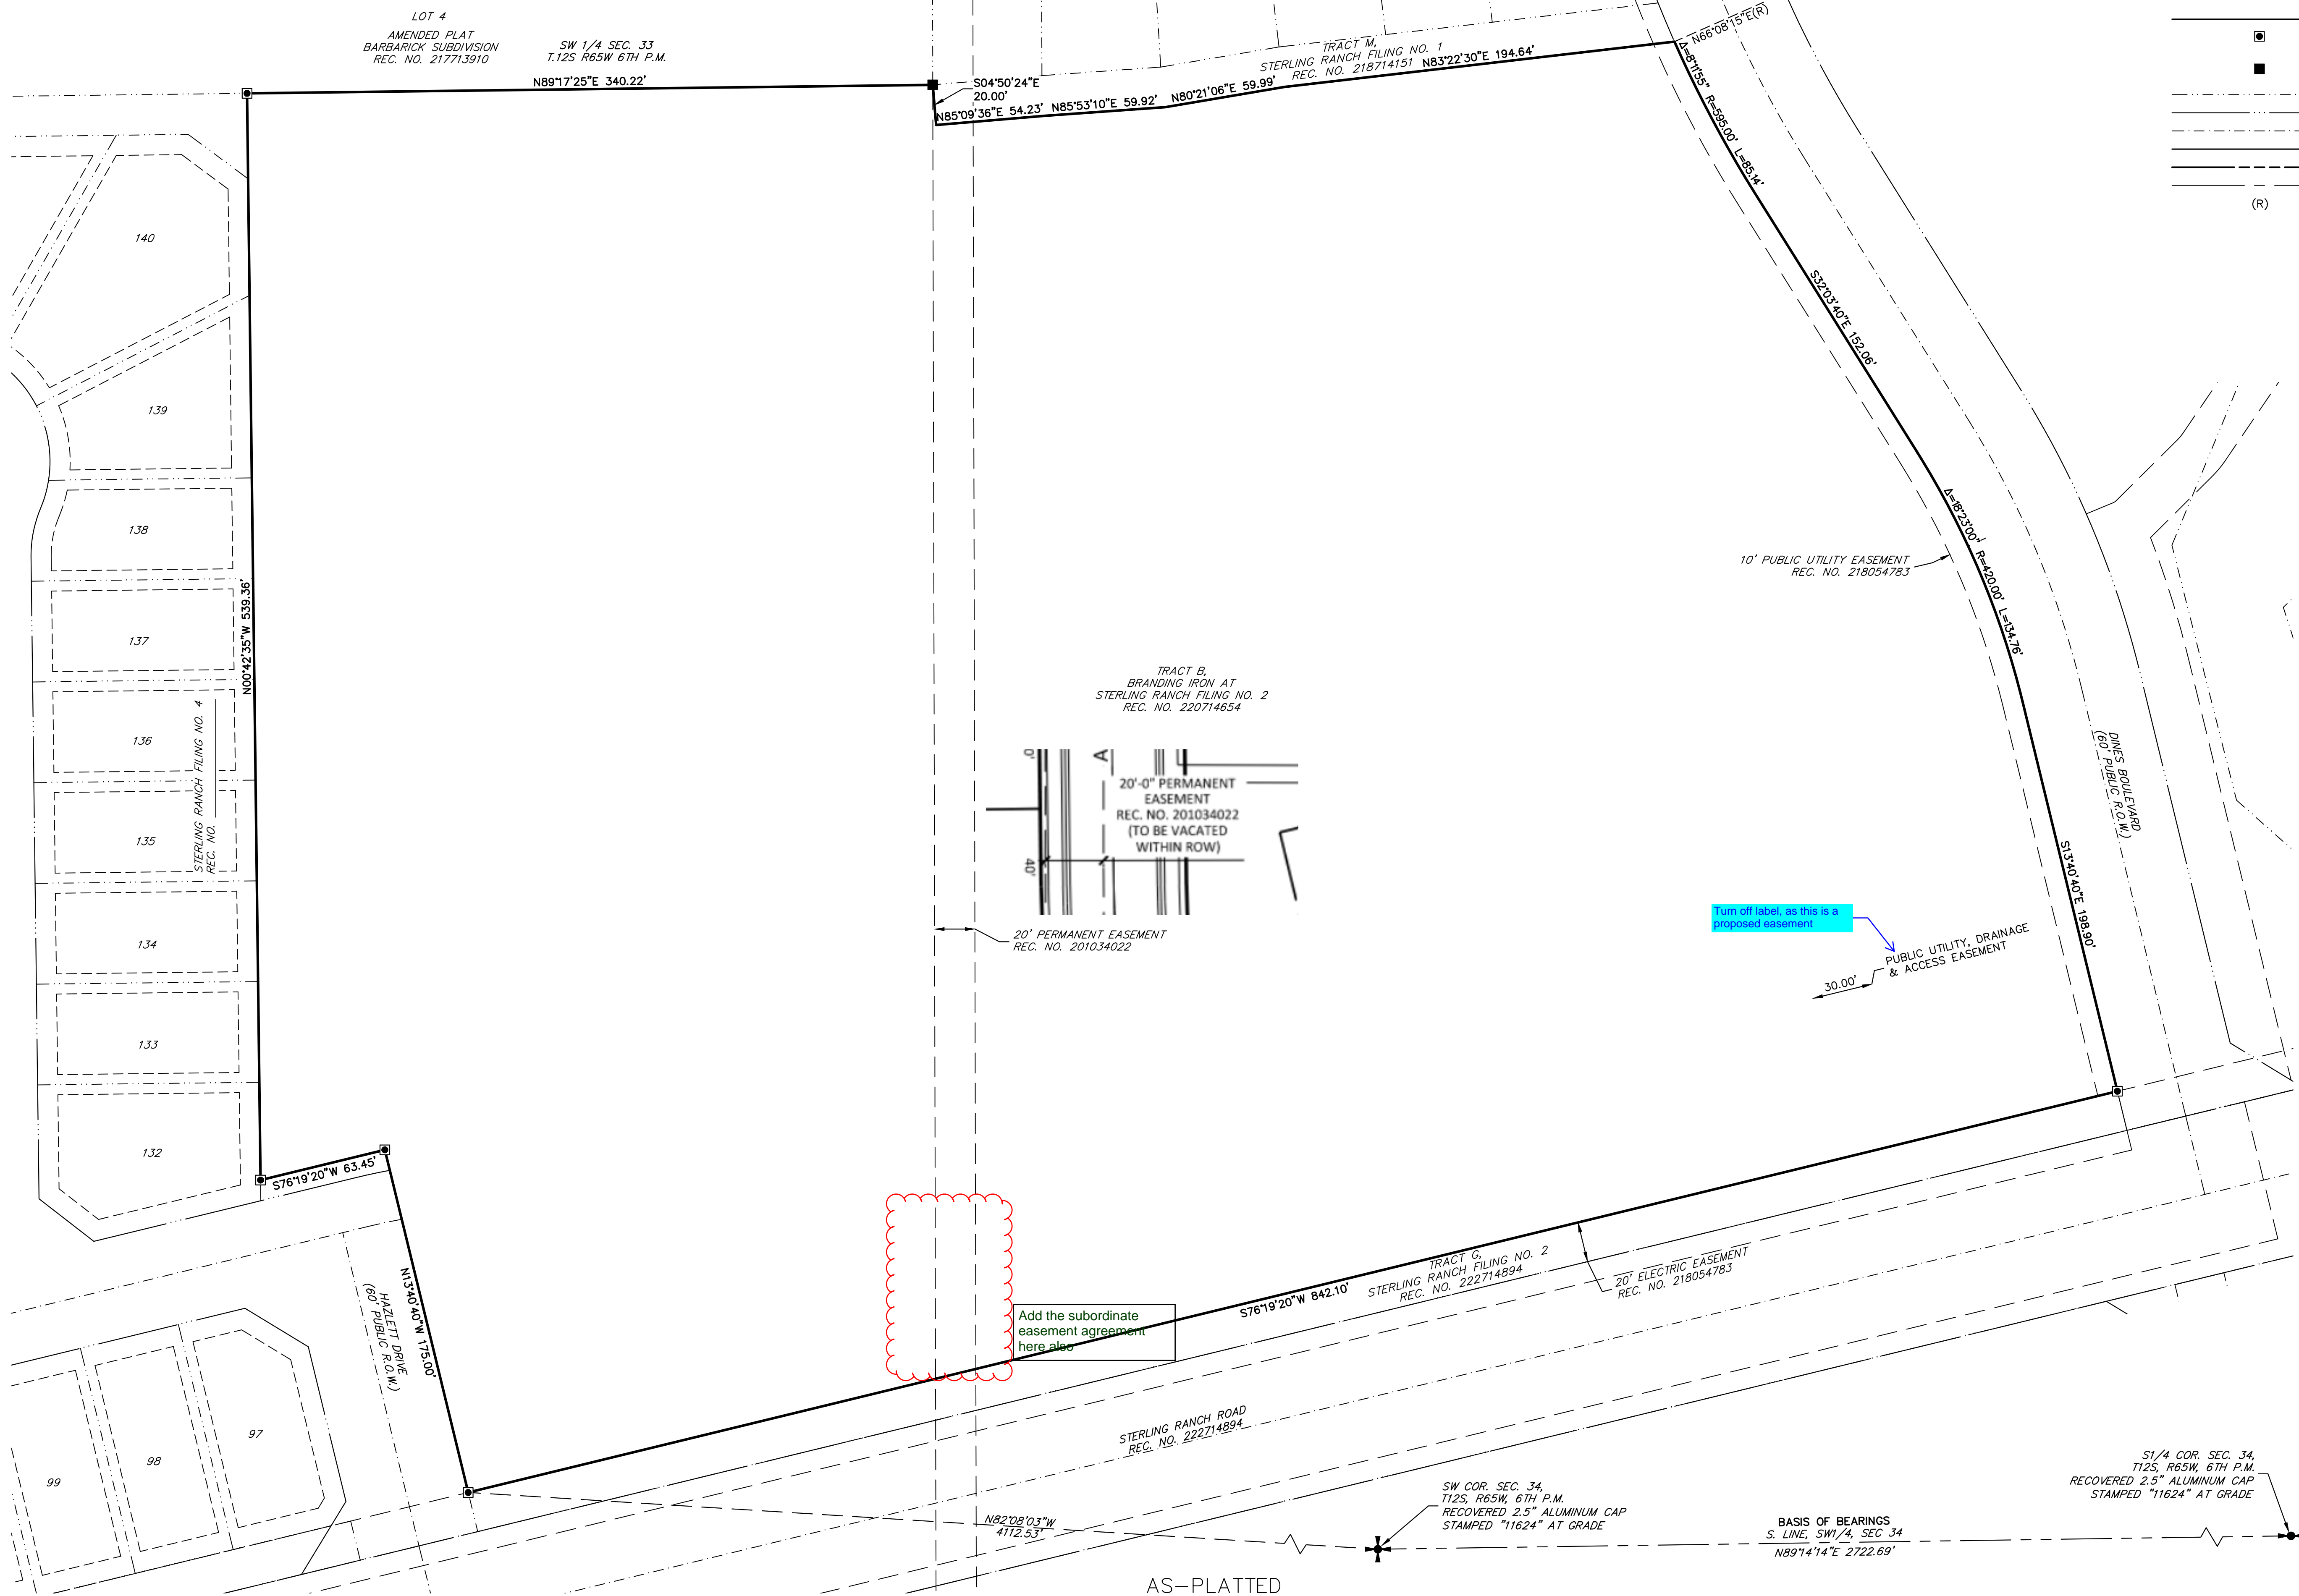 LOT 4
AMENDED PLAT
BARBARICK SUBDIVISION
REC. NO. 217713910
SW 1/4 SEC. 33
T.12S R65W 6TH P.M.
N89°17'25"E 340.22'
S04°50'24"E
20.00'
N85°09'36"E 54.23'
N85°53'10"E 59.92'
N80°21'06"E 59.99'
TRACT M,
STERLING RANCH FILING NO. 1
REC. NO. 218714151
N83°22'30"E 194.64'
N66°08'15"E(R)
Δ=8°11'55" R=595.00' L=85.14'
(R)
S32°03'40"E 152.06'
Δ=18°23'00" R=420.00' L=134.76'
10' PUBLIC UTILITY EASEMENT
REC. NO. 218054783
140
139
138
137
136
135
134
133
132
N00°42'35"W 539.36'
STERLING RANCH FILING NO. 4
REC. NO.
TRACT B,
BRANDING IRON AT
STERLING RANCH FILING NO. 2
REC. NO. 220714654
0'
A
20'-0" PERMANENT
EASEMENT
REC. NO. 201034022
(TO BE VACATED
WITHIN ROW)
40'
20' PERMANENT EASEMENT
REC. NO. 201034022
DINES BOULEVARD
(60' PUBLIC R.O.W.)
S13°40'40"E 198.90'
Turn off label, as this is a
proposed easement
PUBLIC UTILITY, DRAINAGE
& ACCESS EASEMENT
30.00'
S76°19'20"W 63.45'
N13°40'40"W 175.00'
HAZLETT DRIVE
(60' PUBLIC R.O.W.)
97
98
99
Add the subordinate
easement agreement
here also
S76°19'20"W 842.10'
TRACT G,
STERLING RANCH FILING NO. 2
REC. NO. 222714894
20' ELECTRIC EASEMENT
REC. NO. 218054783
STERLING RANCH ROAD
REC. NO. 222714894
N82°08'03"W
4112.53'
SW COR. SEC. 34,
T12S, R65W, 6TH P.M.
RECOVERED 2.5" ALUMINUM CAP
STAMPED "11624" AT GRADE
BASIS OF BEARINGS
S. LINE, SW1/4, SEC 34
N89°14'14"E 2722.69'
S1/4 COR. SEC. 34,
T12S, R65W, 6TH P.M.
RECOVERED 2.5" ALUMINUM CAP
STAMPED "11624" AT GRADE
AS-PLATTED